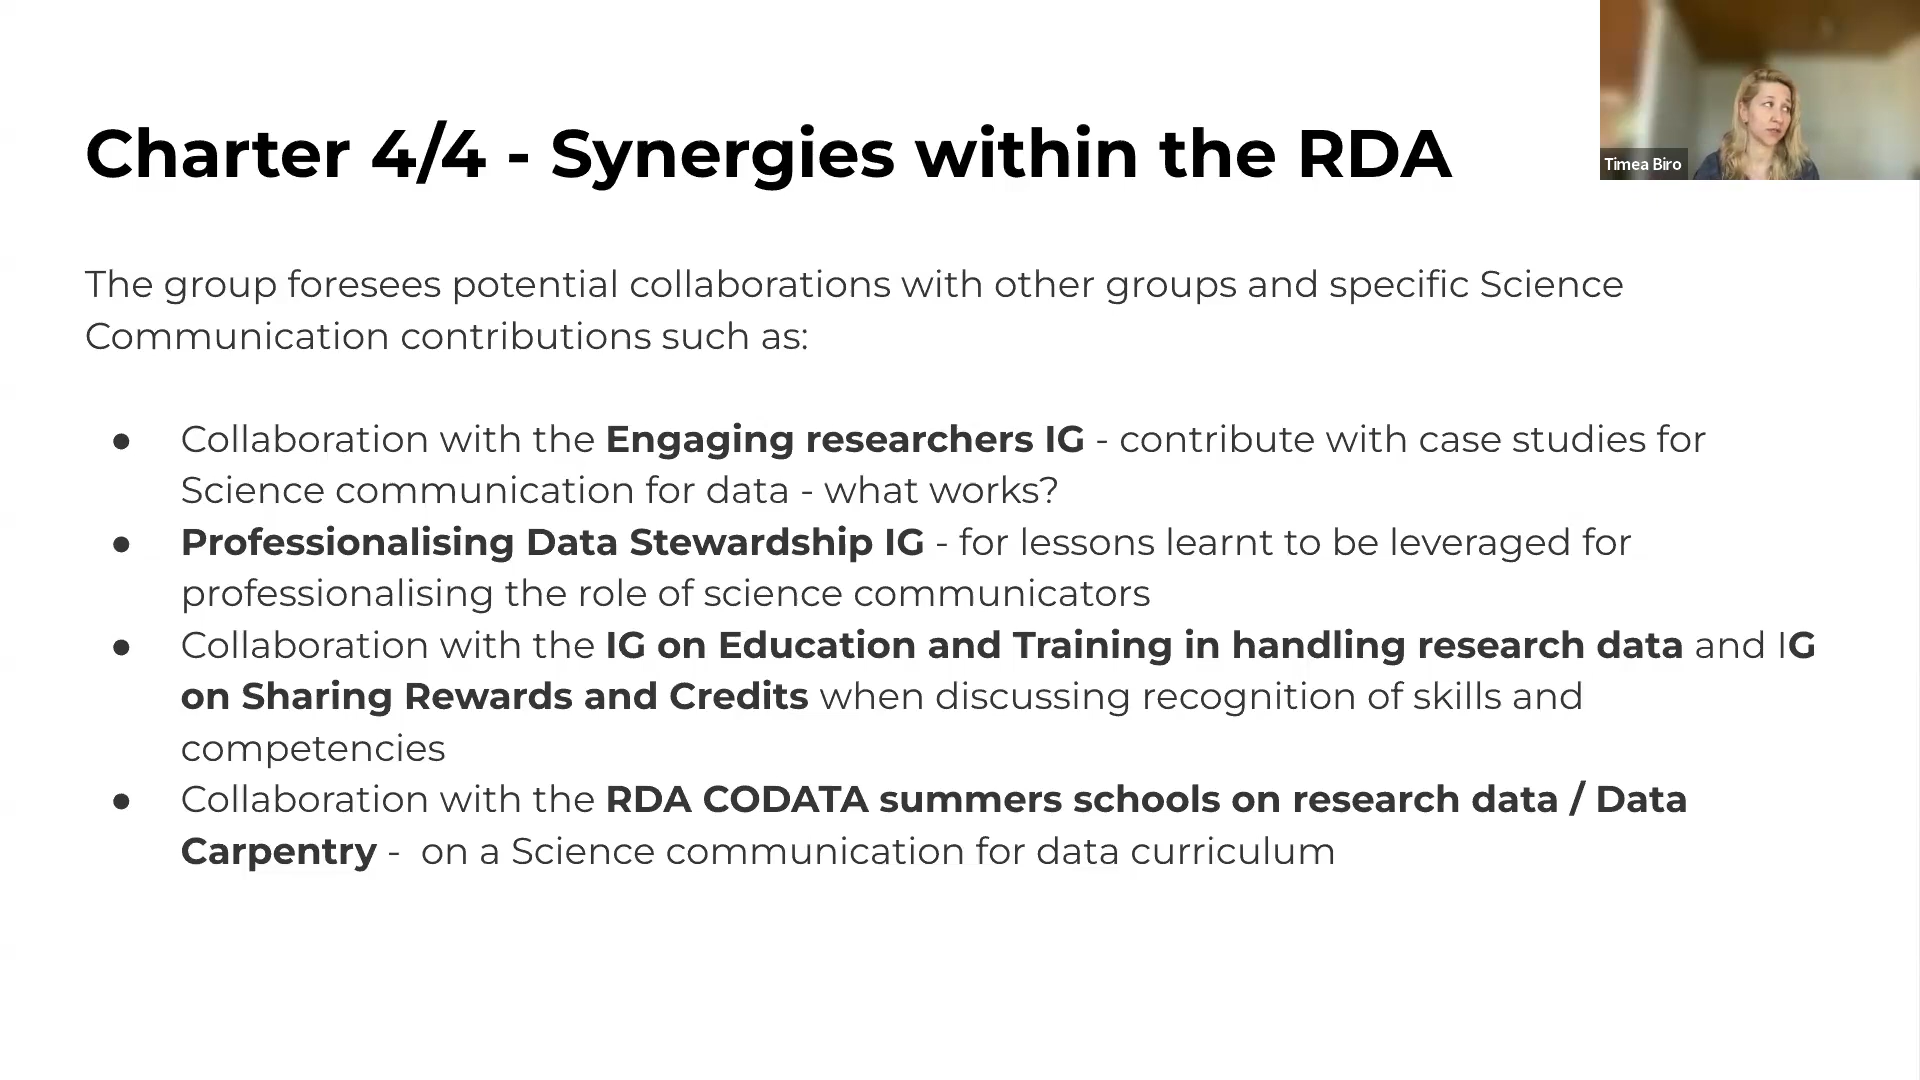 Charter 4/4 - Synergies within the RDA
Timea Biro
The group foresees potential collaborations with other groups and specific Science
Communication contributions such as:
● Collaboration with the Engaging researchers IG - contribute with case studies for
Science communication for data - what works?
● Professionalising Data Stewardship IG - for lessons learnt to be leveraged for
professionalising the role of science communicators
● Collaboration with the IG on Education and Training in handling research data and IG
on Sharing Rewards and Credits when discussing recognition of skills and
competencies
● Collaboration with the RDA CODATA summers schools on research data / Data
Carpentry - on a Science communication for data curriculum